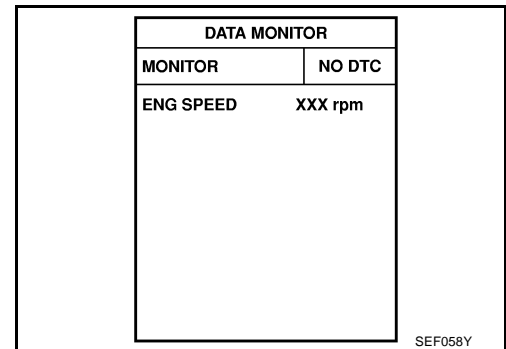 DATA MONITOR
MONITOR NO DTC
ENG SPEED XXX rpm
SEF058Y